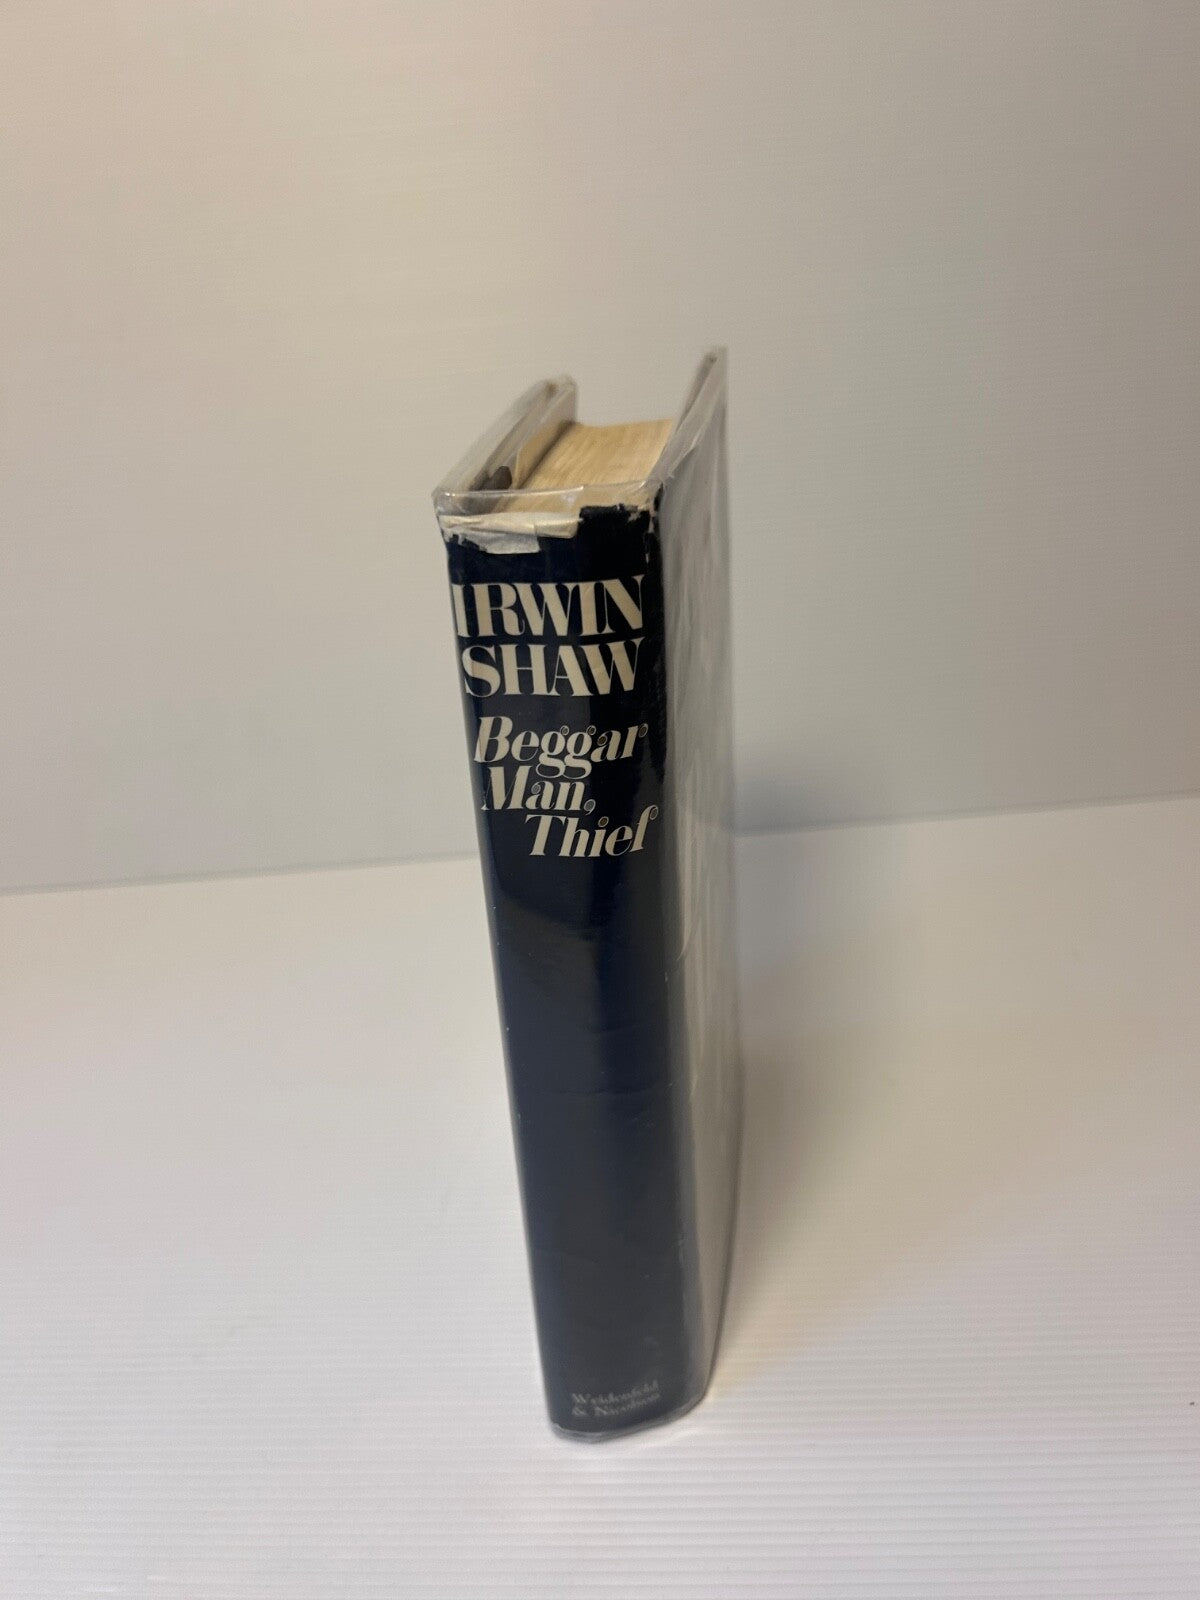 IRWIN
SHAW
Beggar
Man,
Thief
Weidenfeld
& Nicolson